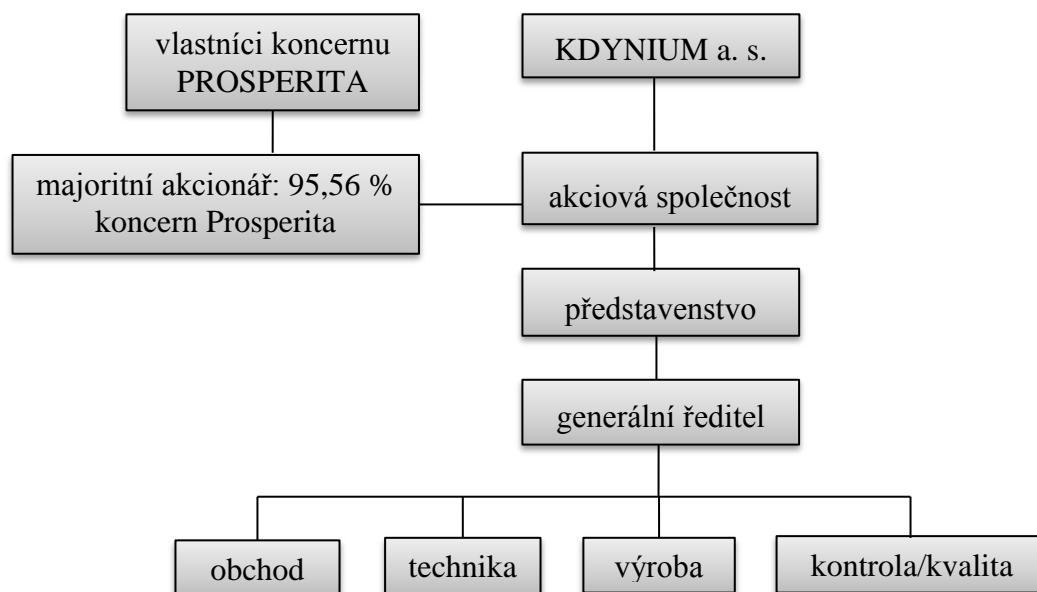 vlastníci koncernu
PROSPERITA
KDYNIUM a. s.
majoritní akcionář: 95,56 %
koncern Prosperita
akciová společnost
představenstvo
generální ředitel
obchod
technika
výroba
kontrola/kvalita